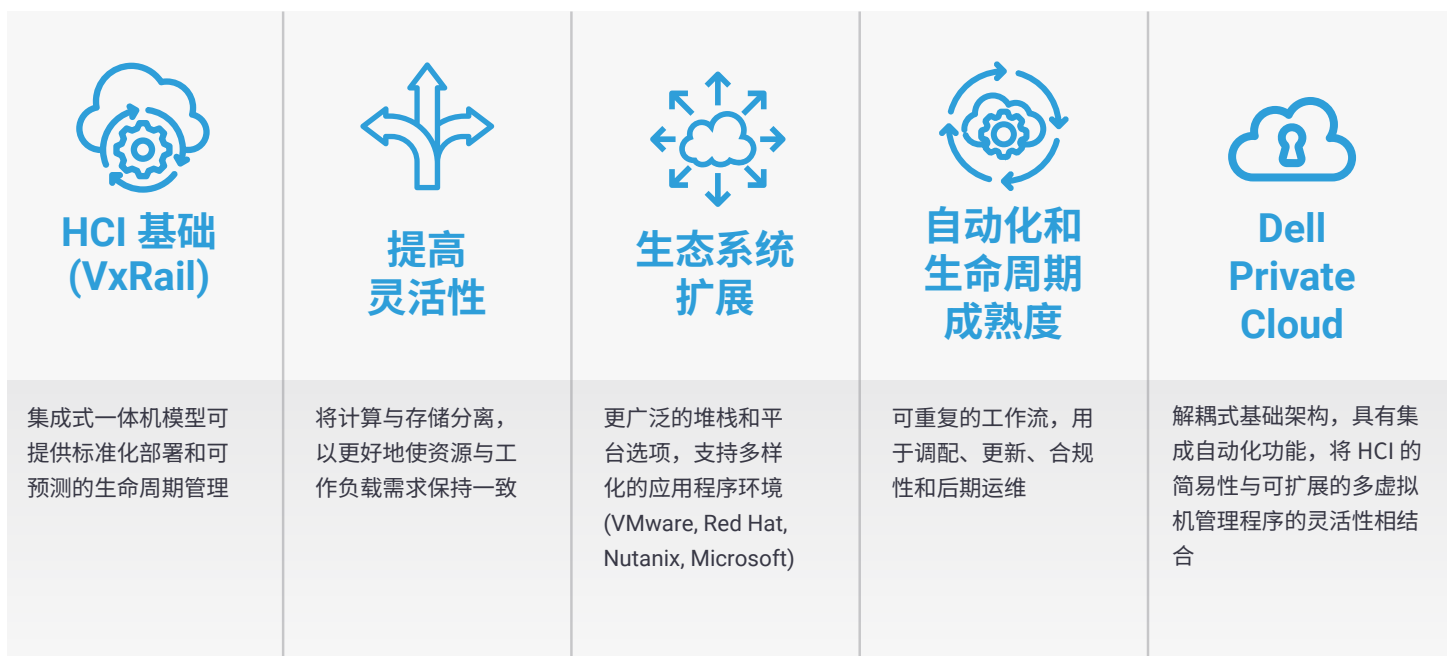 HCI 基础
(VxRail)
集成式一体机模型可
提供标准化部署和可
预测的生命周期管理
提高
灵活性
将计算与存储分离，
以更好地使资源与工
作负载需求保持一致
生态系统
扩展
更广泛的堆栈和平
台选项，支持多样
化的应用程序环境
(VMware, Red Hat,
Nutanix, Microsoft)
自动化和
生命周期
成熟度
可重复的工作流，用
于调配、更新、合规
性和后期运维
Dell
Private
Cloud
解耦式基础架构，具有集
成自动化功能，将 HCI 的
简易性与可扩展的多虚拟
机管理程序的灵活性相结
合